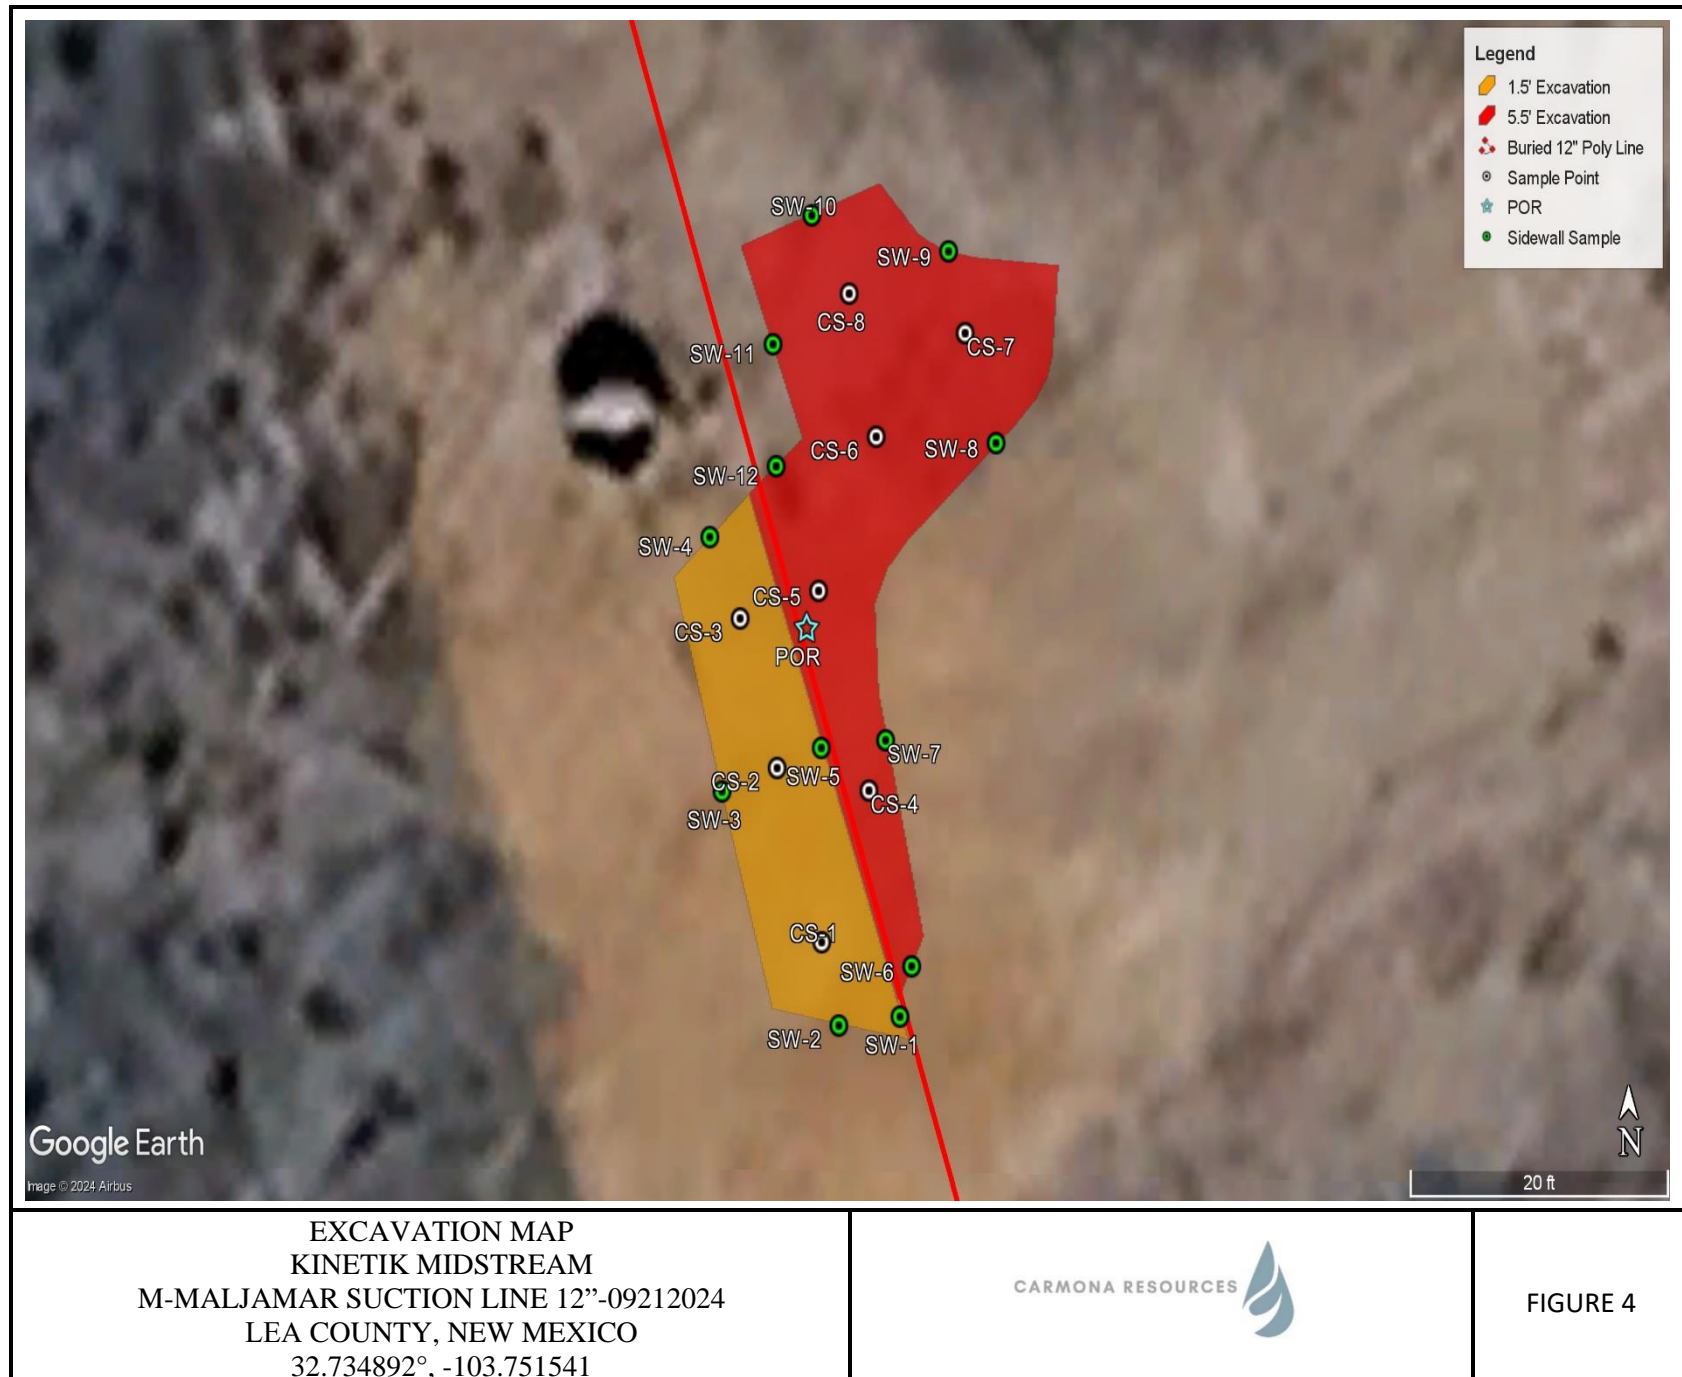 Legend
1.5' Excavation
5.5' Excavation
Buried 12" Poly Line
Sample Point
POR
Sidewall Sample
SW-10
SW-9
CS-8
CS-7
SW-11
CS-6
SW-8
SW-12
SW-4
CS-5
CS-3
POR
SW-7
CS-2
SW-5
CS-4
SW-3
CS-1
SW-6
SW-2
SW-1
Google Earth
Image © 2024 Airbus
N
20 ft
EXCAVATION MAP
KINETIK MIDSTREAM
M-MALJAMAR SUCTION LINE 12”-09212024
LEA COUNTY, NEW MEXICO
32.734892°, -103.751541
CARMONA RESOURCES
FIGURE 4